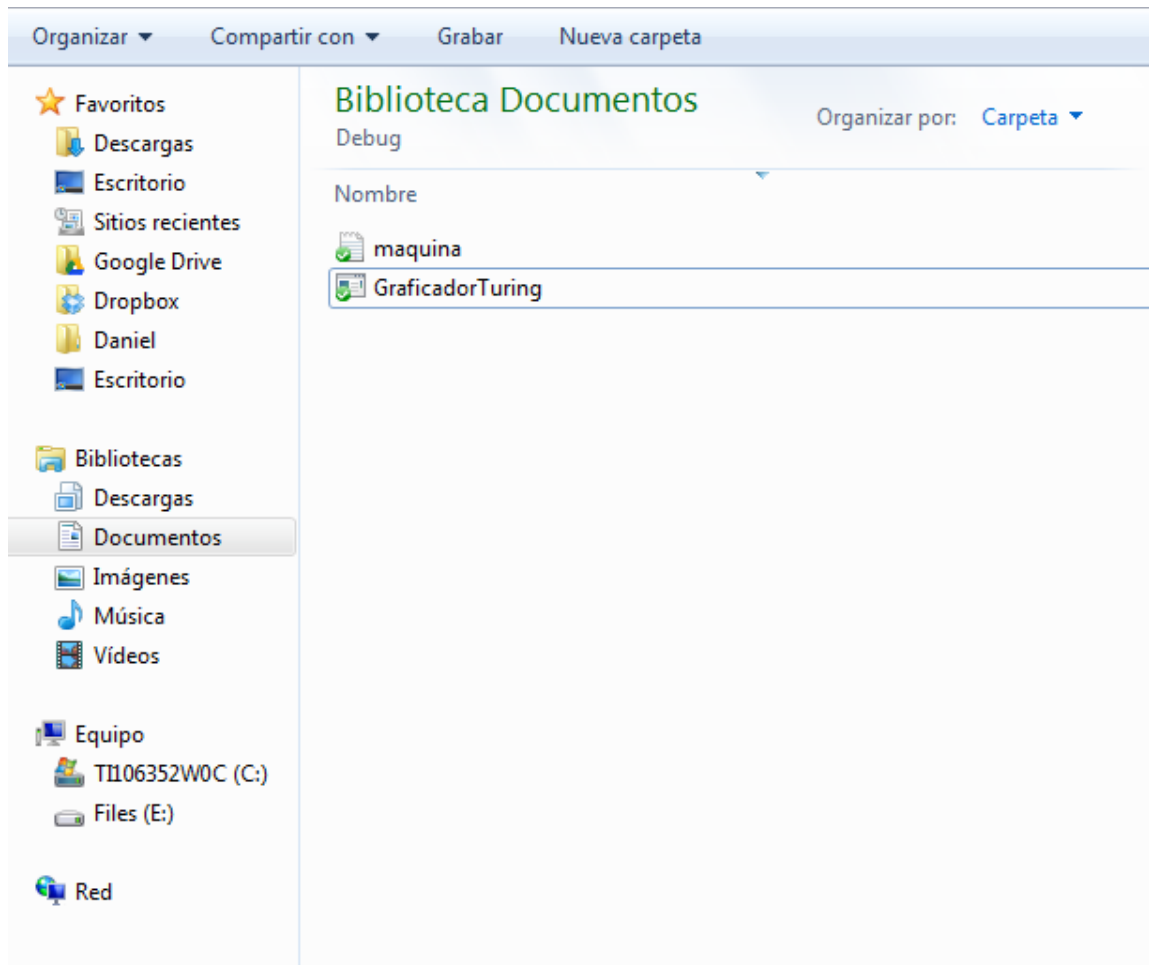 Organizar Compartir con Grabar Nueva carpeta
Favoritos
Descargas
Escritorio
Sitios recientes
Google Drive
Dropbox
Daniel
Escritorio
Bibliotecas
Descargas
Documentos
Imágenes
Música
Vídeos
Equipo
TI106352W0C (C:)
Files (E:)
Red
Biblioteca Documentos
Debug
Organizar por: Carpeta
Nombre
maquina
GraficadorTuring